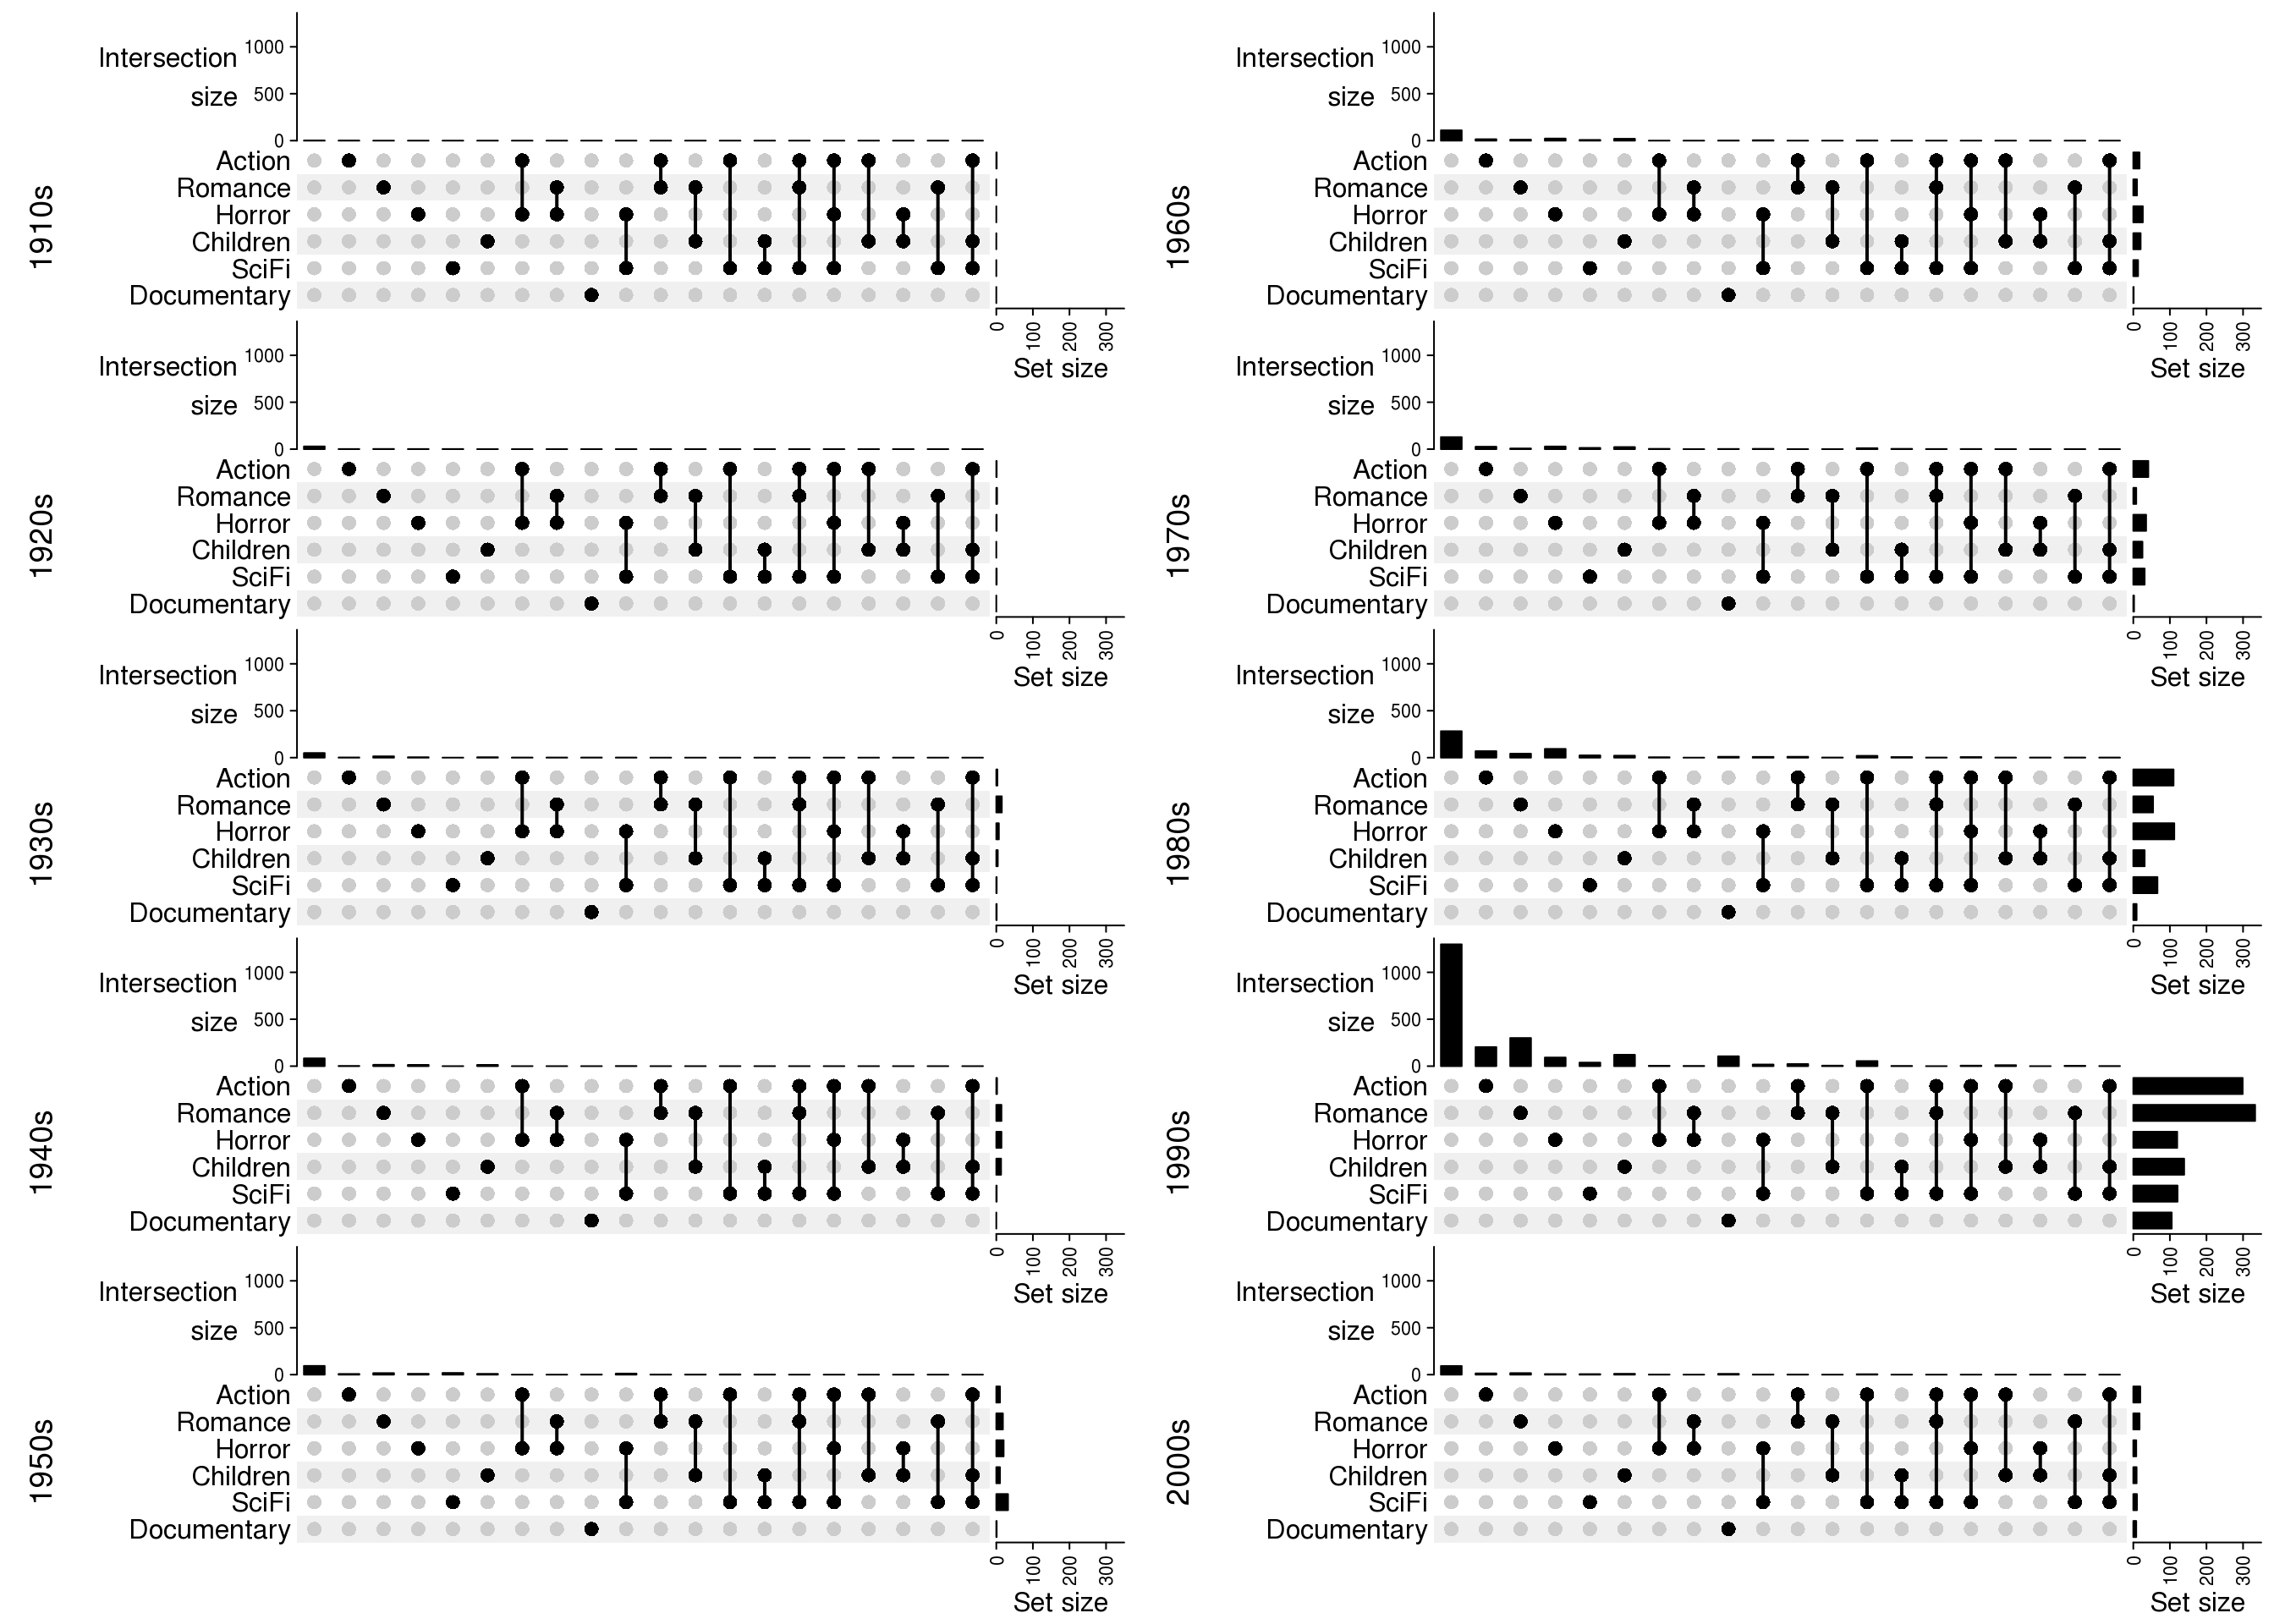 1910s
Intersection
size
1000
500
0
Action
Romance
Horror
Children
SciFi
Documentary
0 100 200 300
Set size
1920s
Intersection
size
1000
500
0
Action
Romance
Horror
Children
SciFi
Documentary
0 100 200 300
Set size
1930s
Intersection
size
1000
500
0
Action
Romance
Horror
Children
SciFi
Documentary
0 100 200 300
Set size
1940s
Intersection
size
1000
500
0
Action
Romance
Horror
Children
SciFi
Documentary
0 100 200 300
Set size
1950s
Intersection
size
1000
500
0
Action
Romance
Horror
Children
SciFi
Documentary
0 100 200 300
Set size
1960s
Intersection
size
1000
500
0
Action
Romance
Horror
Children
SciFi
Documentary
0 100 200 300
Set size
1970s
Intersection
size
1000
500
0
Action
Romance
Horror
Children
SciFi
Documentary
0 100 200 300
Set size
1980s
Intersection
size
1000
500
0
Action
Romance
Horror
Children
SciFi
Documentary
0 100 200 300
Set size
1990s
Intersection
size
1000
500
0
Action
Romance
Horror
Children
SciFi
Documentary
0 100 200 300
Set size
2000s
Intersection
size
1000
500
0
Action
Romance
Horror
Children
SciFi
Documentary
0 100 200 300
Set size